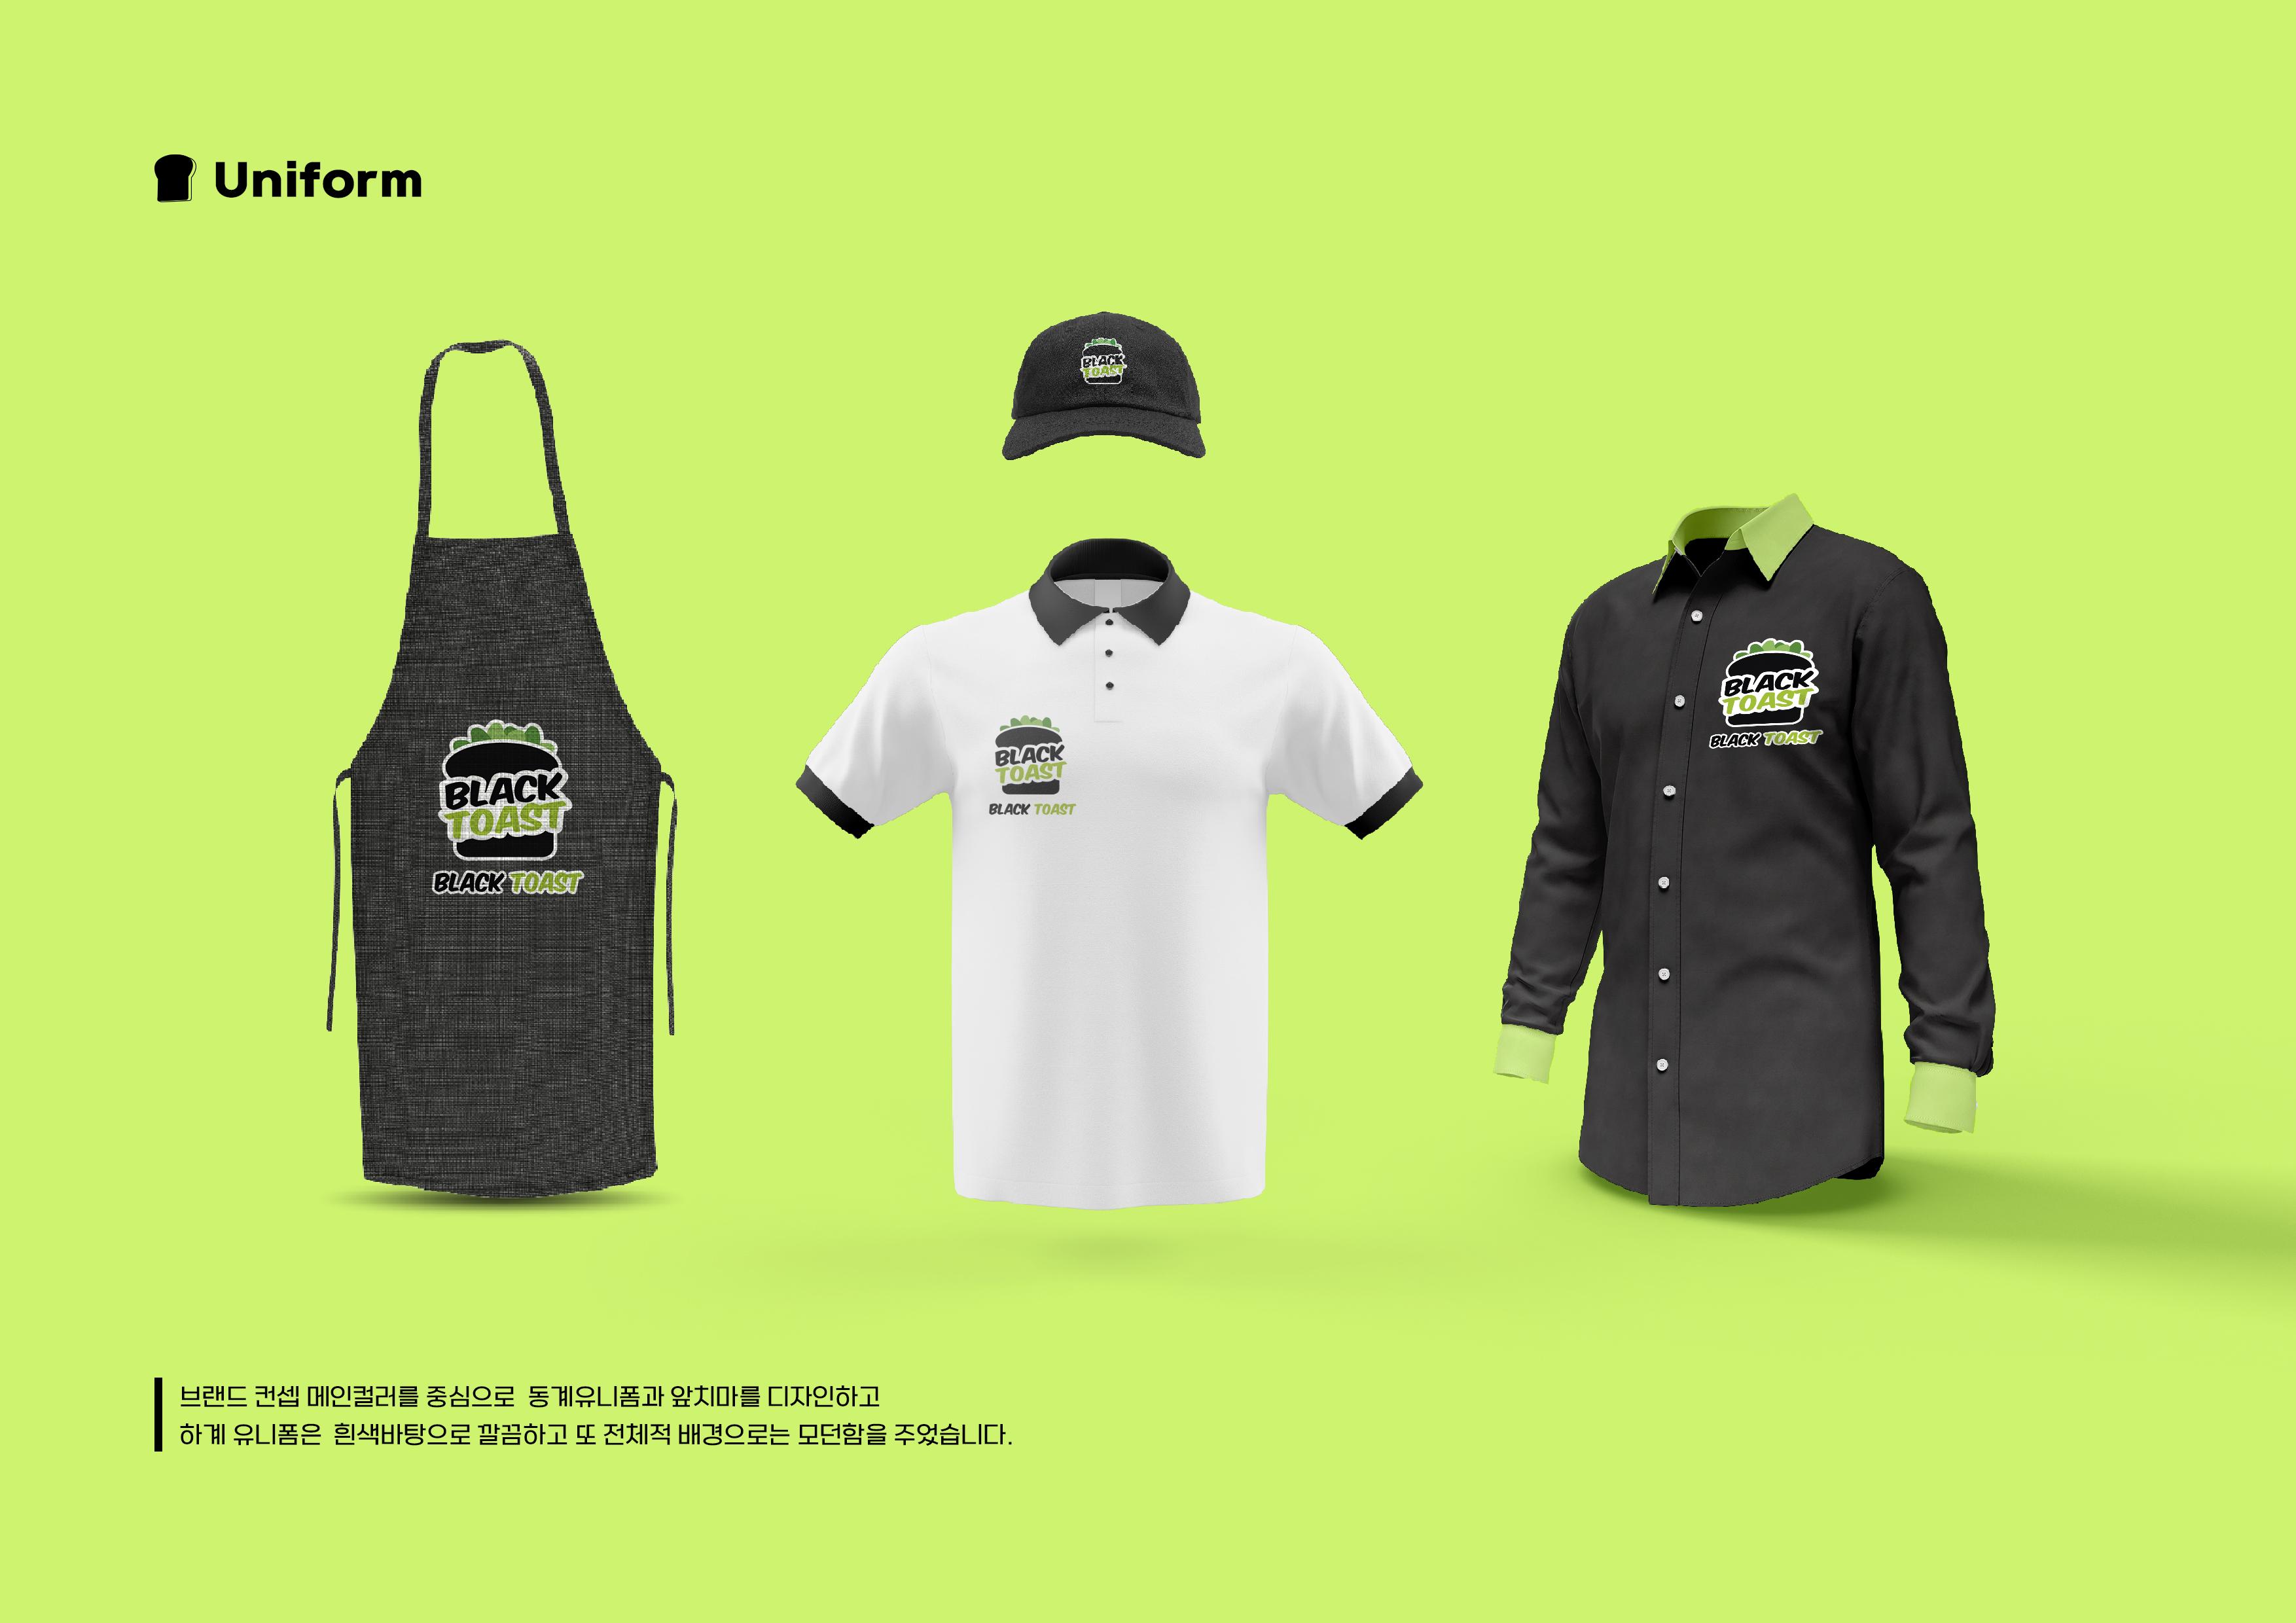 Uniform
BLACK
TOAST
BLACK
TOAST
BLACK TOAST
BLACK
TOAST
BLACK TOAST
BLACK
TOAST
BLACK TOAST
브랜드 컨셉 메인컬러를 중심으로 동계유니폼과 앞치마를 디자인하고
하계 유니폼은 흰색바탕으로 깔끔하고 또 전체적 배경으로는 모던함을 주었습니다.